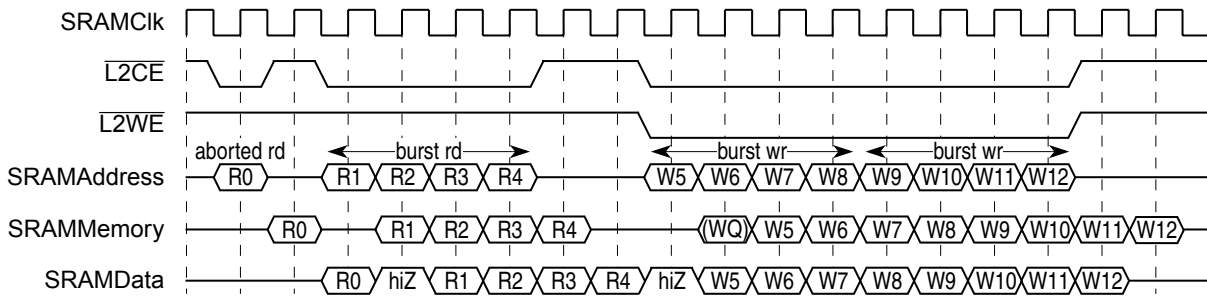 SRAMClk
L2CE
L2WE
aborted rd burst rd burst wr burst wr
SRAMAddress R0 R1 R2 R3 R4 W5 W6 W7 W8 W9 W10 W11 W12
SRAMMemory R0 R1 R2 R3 R4 (WQ) W5 W6 W7 W8 W9 W10 W11 W12
SRAMData R0 hiZ R1 R2 R3 R4 hiZ W5 W6 W7 W8 W9 W10 W11 W12